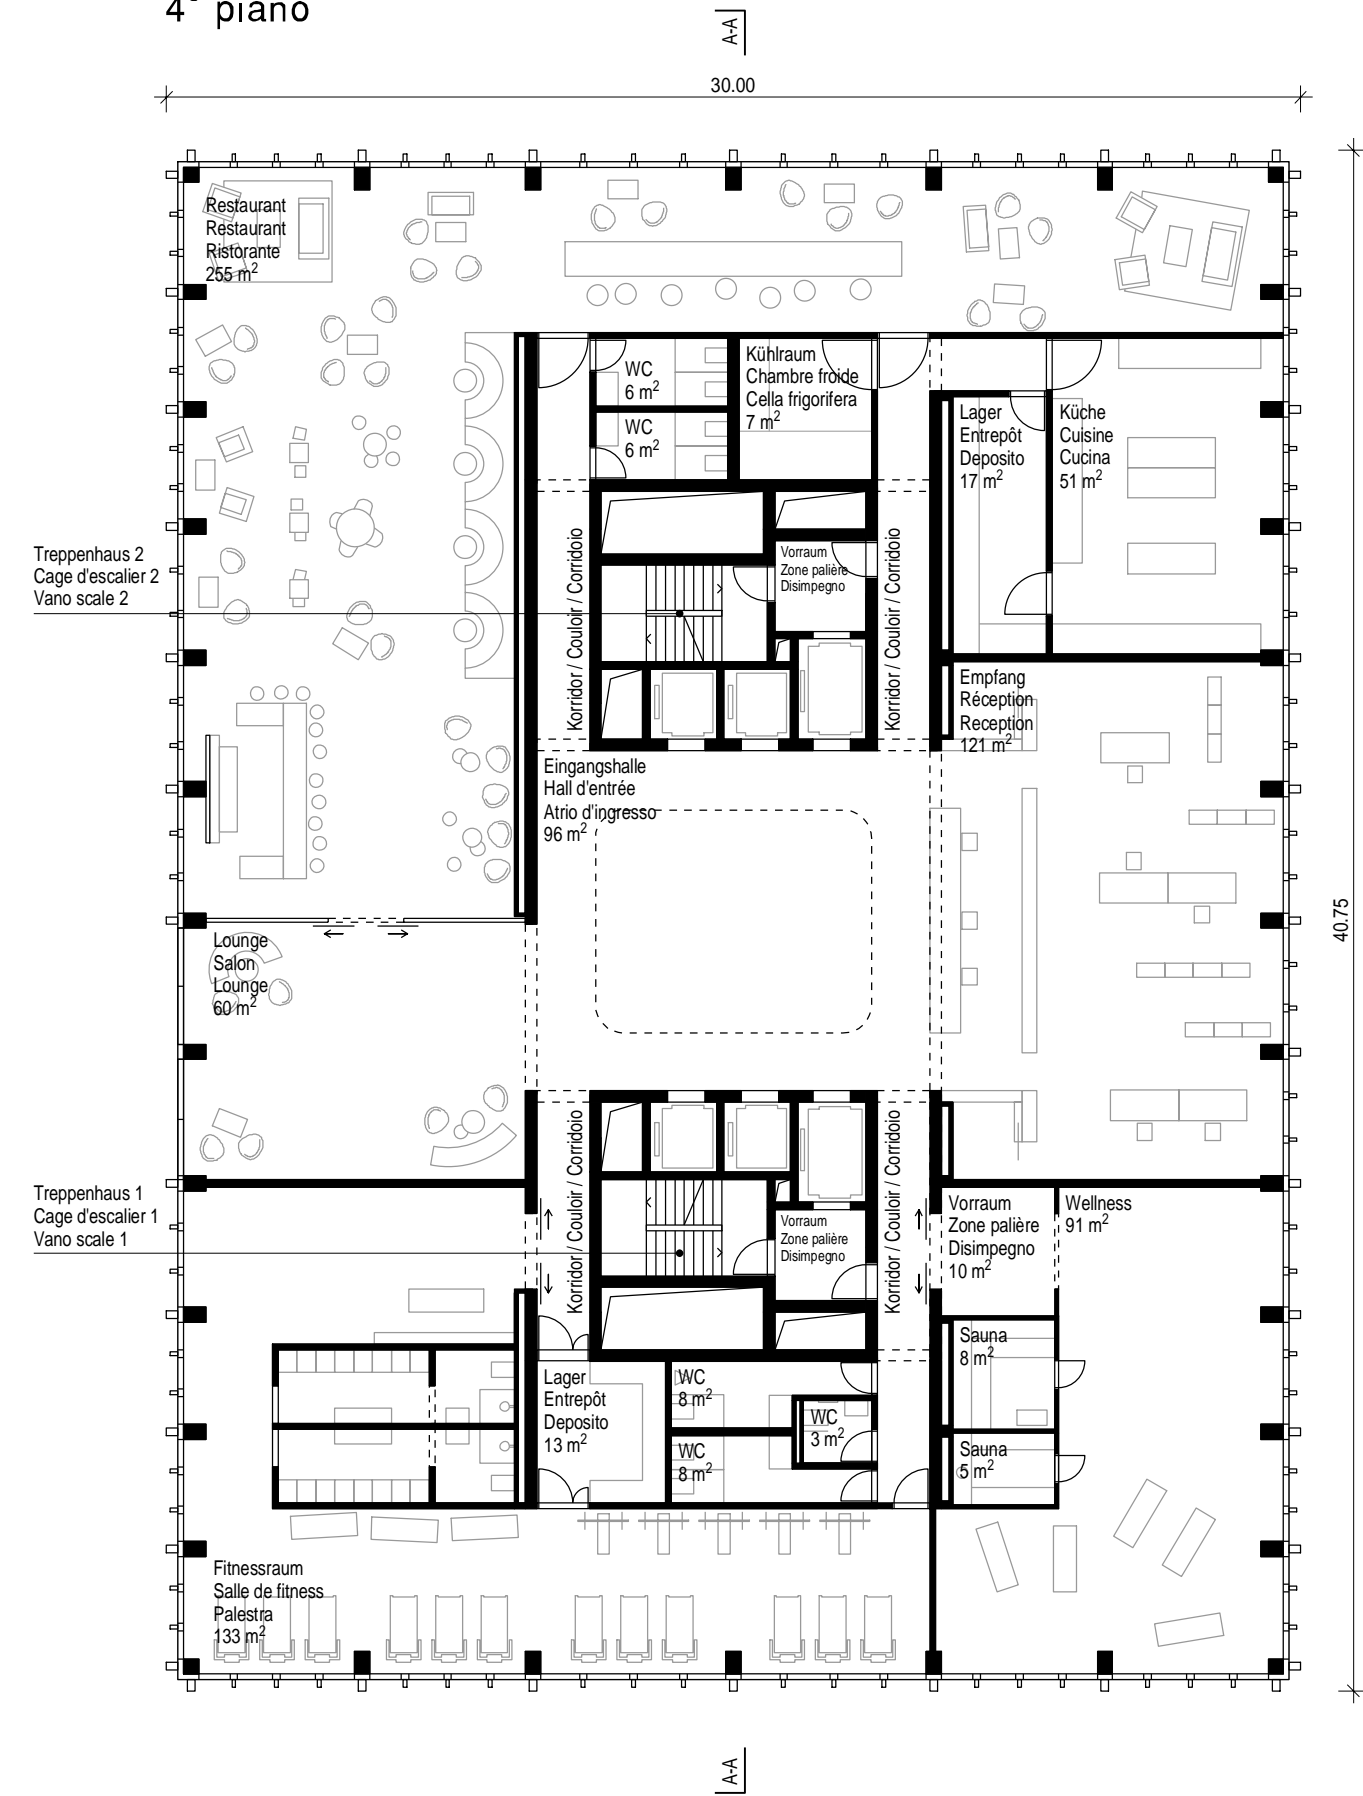 4° piano
A-A
30.00
Restaurant
Restaurant
Ristorante
255 m²
WC
6 m²
WC
6 m²
Kühlraum
Chambre froide
Cella frigorifera
7 m²
Lager
Entrepôt
Deposito
17 m²
Küche
Cuisine
Cucina
51 m²
Treppenhaus 2
Cage d'escalier 2
Vano scale 2
Korridor / Couloir / Corridoio
Vorraum
Zone palière
Disimpegno
Korridor / Couloir / Corridoio
Empfang
Réception
Reception
121 m²
Eingangshalle
Hall d'entrée
Atrio d'ingresso
96 m²
40.75
Lounge
Salon
Lounge
60 m²
Treppenhaus 1
Cage d'escalier 1
Vano scale 1
Korridor / Couloir / Corridoio
Vorraum
Zone palière
Disimpegno
Korridor / Couloir / Corridoio
Vorraum
Zone palière
Disimpegno
10 m²
Wellness
91 m²
Sauna
8 m²
Lager
Entrepôt
Deposito
13 m²
WC
8 m²
WC
3 m²
WC
8 m²
Sauna
5 m²
Fitnessraum
Salle de fitness
Palestra
133 m²
A-A